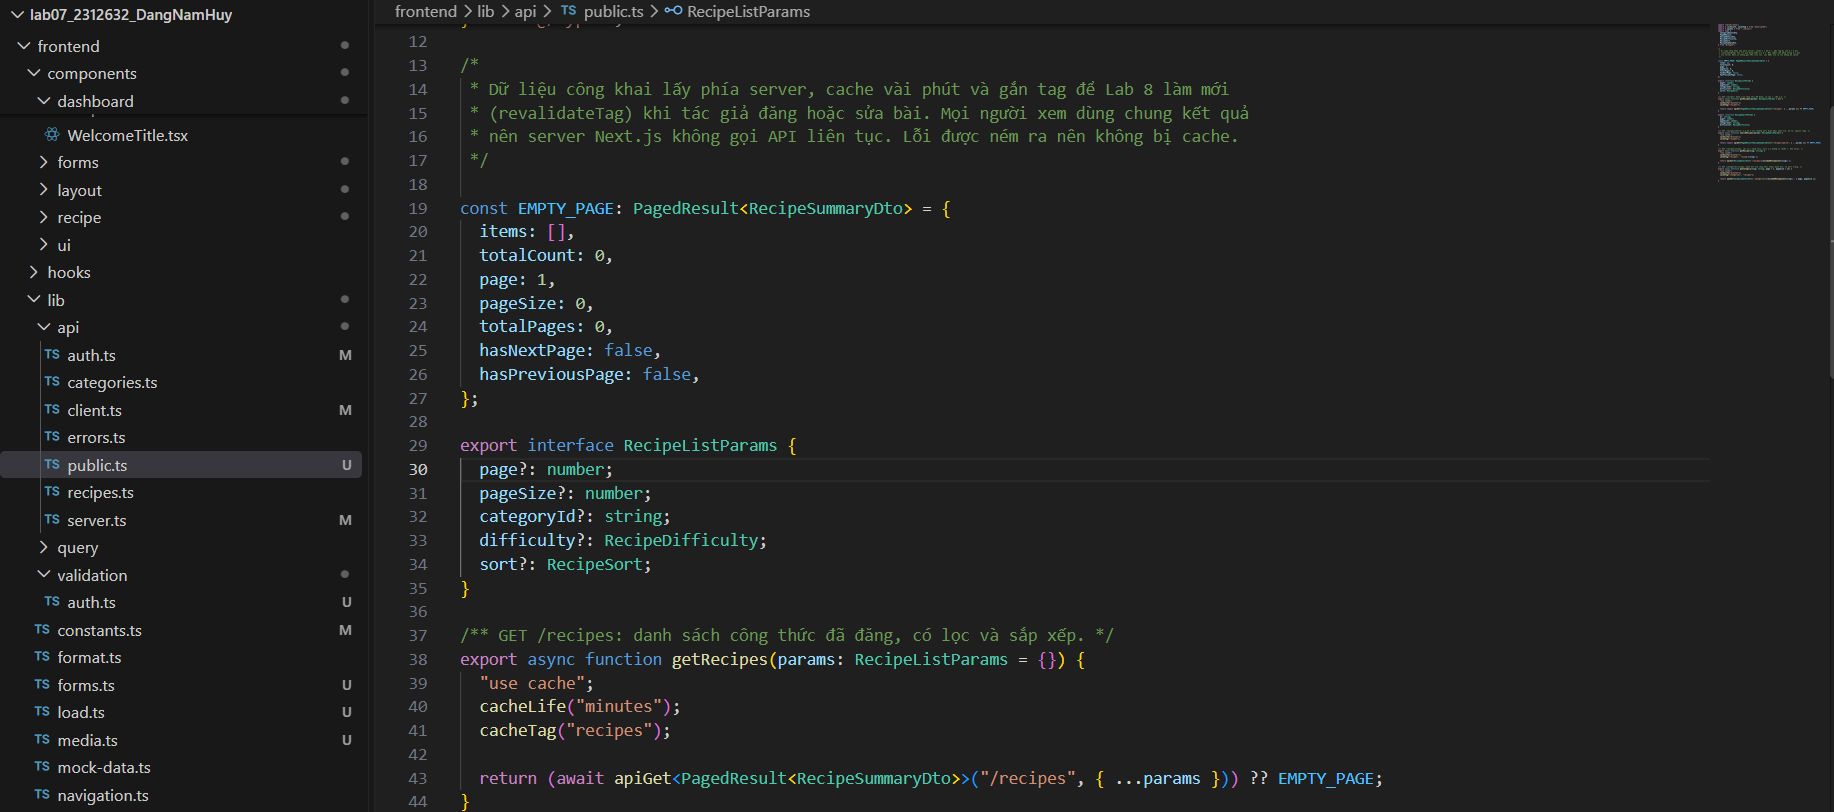 lab07_2312632_DangNamHuy
frontend
components
dashboard
WelcomeTitle.tsx
forms
layout
recipe
ui
hooks
lib
api
TS auth.ts M
TS categories.ts
TS client.ts M
TS errors.ts
TS public.ts U
TS recipes.ts
TS server.ts M
query
validation
TS auth.ts U
TS constants.ts M
TS format.ts
TS forms.ts U
TS load.ts U
TS media.ts U
TS mock-data.ts
TS navigation.ts
frontend > lib > api > TS public.ts > RecipeListParams
12
13 /*
14 * Dữ liệu công khai lấy phía server, cache vài phút và gắn tag để Lab 8 làm mới
15 * (revalidateTag) khi tác giả đăng hoặc sửa bài. Mọi người xem dùng chung kết quả
16 * nên server Next.js không gọi API liên tục. Lỗi được ném ra nên không bị cache.
17 */
18
19 const EMPTY_PAGE: PagedResult<RecipeSummaryDto> = {
20 items: [],
21 totalCount: 0,
22 page: 1,
23 pageSize: 0,
24 totalPages: 0,
25 hasNextPage: false,
26 hasPreviousPage: false,
27 };
28
29 export interface RecipeListParams {
30 page?: number;
31 pageSize?: number;
32 categoryId?: string;
33 difficulty?: RecipeDifficulty;
34 sort?: RecipeSort;
35 }
36
37 /** GET /recipes: danh sách công thức đã đăng, có lọc và sắp xếp. */
38 export async function getRecipes(params: RecipeListParams = {}) {
39 "use cache";
40 cacheLife("minutes");
41 cacheTag("recipes");
42
43 return (await apiGet<PagedResult<RecipeSummaryDto>>("/recipes", { ...params })) ?? EMPTY_PAGE;
44 }